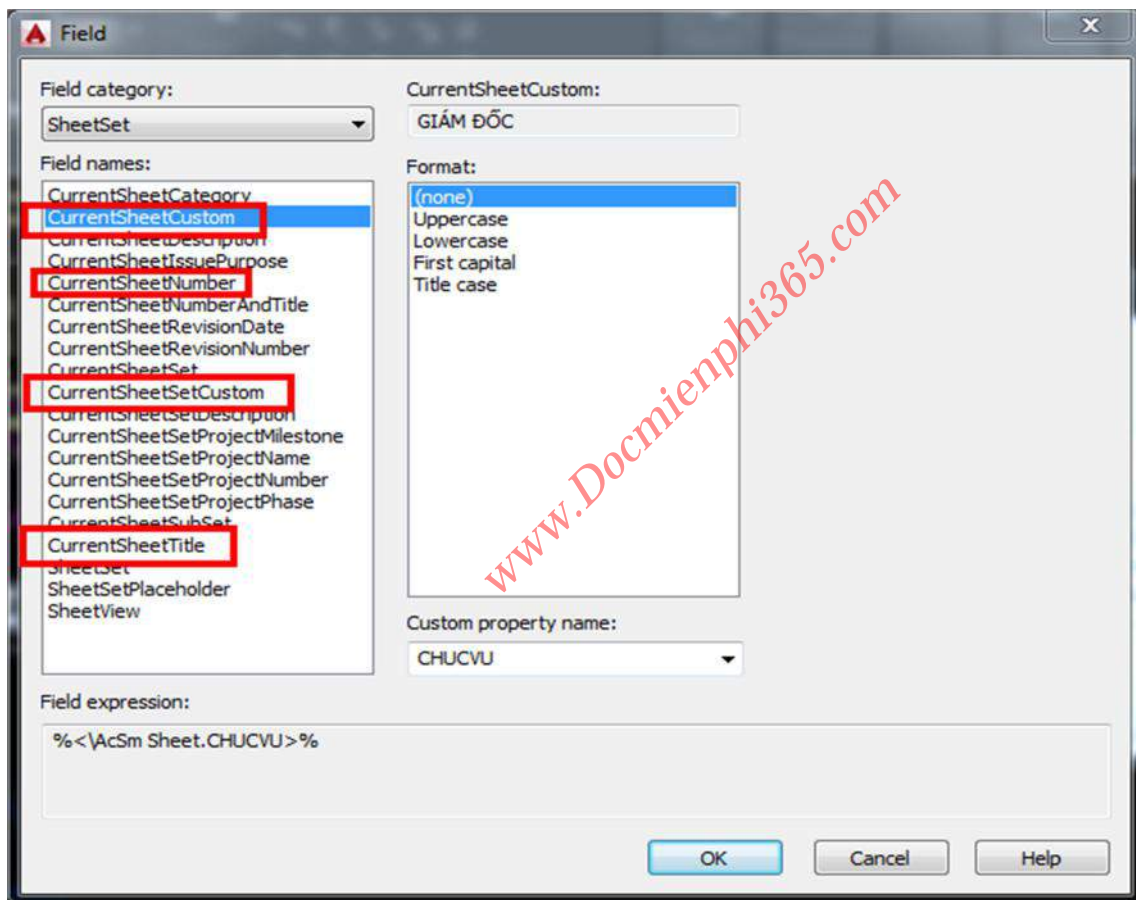 Field
Field category:
SheetSet
Field names:
CurrentSheetCategory
CurrentSheetCustom
CurrentSheetDescription
CurrentSheetIssuePurpose
CurrentSheetNumber
CurrentSheetNumberAndTitle
CurrentSheetRevisionDate
CurrentSheetRevisionNumber
CurrentSheetSet
CurrentSheetSetCustom
CurrentSheetSetDescription
CurrentSheetSetProjectMilestone
CurrentSheetSetProjectName
CurrentSheetSetProjectNumber
CurrentSheetSetProjectPhase
CurrentSheetSubSet
CurrentSheetTitle
SheetSet
SheetSetPlaceholder
SheetView
CurrentSheetCustom:
GIÁM ĐỐC
Format:
(none)
Uppercase
Lowercase
First capital
Title case
www.Docmienphi365.com
Custom property name:
CHUCVU
Field expression:
%<\AcSm Sheet.CHUCVU>%
OK
Cancel
Help